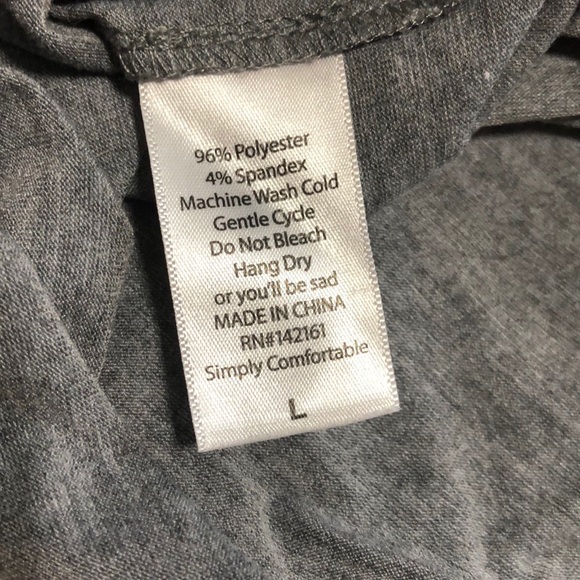 96% Polyester
4% Spandex
Machine Wash Cold
Gentle Cycle
Do Not Bleach
Hang Dry
or you'll be sad
MADE IN CHINA
RN#142161
Simply Comfortable
L